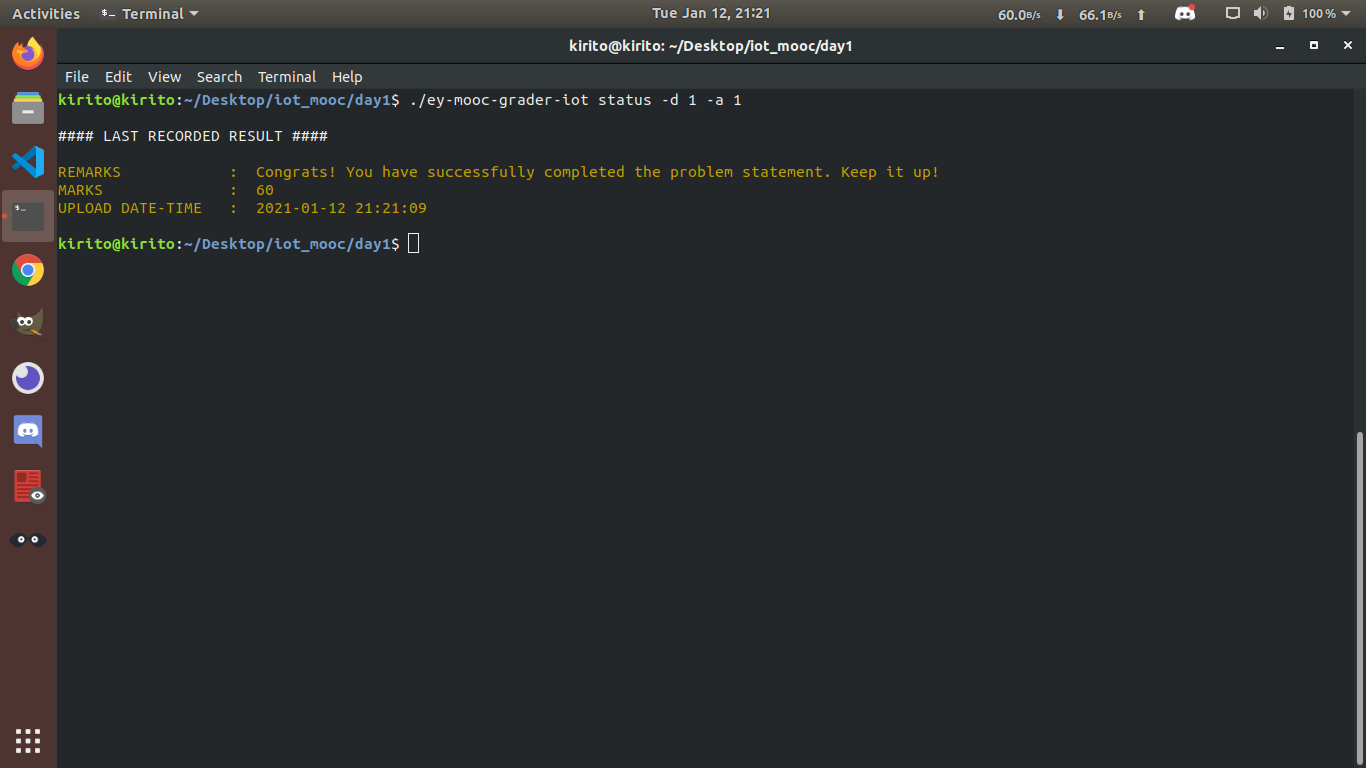 Activities Terminal Tue Jan 12, 21:21 60.0B/s 66.1B/s 100 %
kirito@kirito: ~/Desktop/iot_mooc/day1
File Edit View Search Terminal Help
kirito@kirito:~/Desktop/iot_mooc/day1$ ./ey-mooc-grader-iot status -d 1 -a 1
#### LAST RECORDED RESULT ####
REMARKS : Congrats! You have successfully completed the problem statement. Keep it up!
MARKS : 60
UPLOAD DATE-TIME : 2021-01-12 21:21:09
kirito@kirito:~/Desktop/iot_mooc/day1$